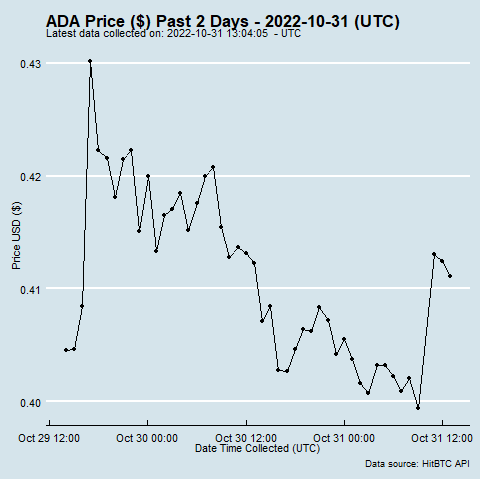 ADA Price ($) Past 2 Days - 2022-10-31 (UTC)
Latest data collected on: 2022-10-31 13:04:05 - UTC
0.43
0.42
0.41
0.40
Price USD ($)
Oct 29 12:00 Oct 30 00:00 Oct 30 12:00 Oct 31 00:00 Oct 31 12:00
Date Time Collected (UTC)
Data source: HitBTC API